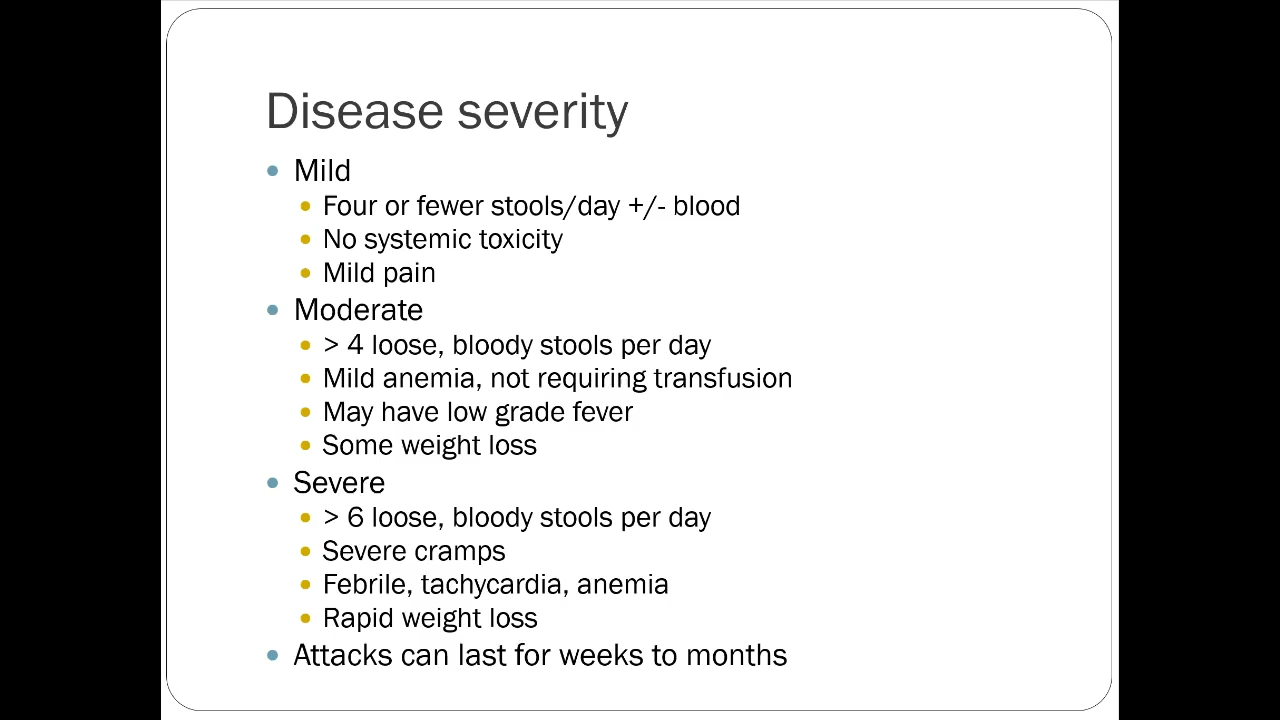 Disease severity
• Mild
• Four or fewer stools/day +/- blood
• No systemic toxicity
• Mild pain
• Moderate
• > 4 loose, bloody stools per day
• Mild anemia, not requiring transfusion
• May have low grade fever
• Some weight loss
• Severe
• > 6 loose, bloody stools per day
• Severe cramps
• Febrile, tachycardia, anemia
• Rapid weight loss
• Attacks can last for weeks to months